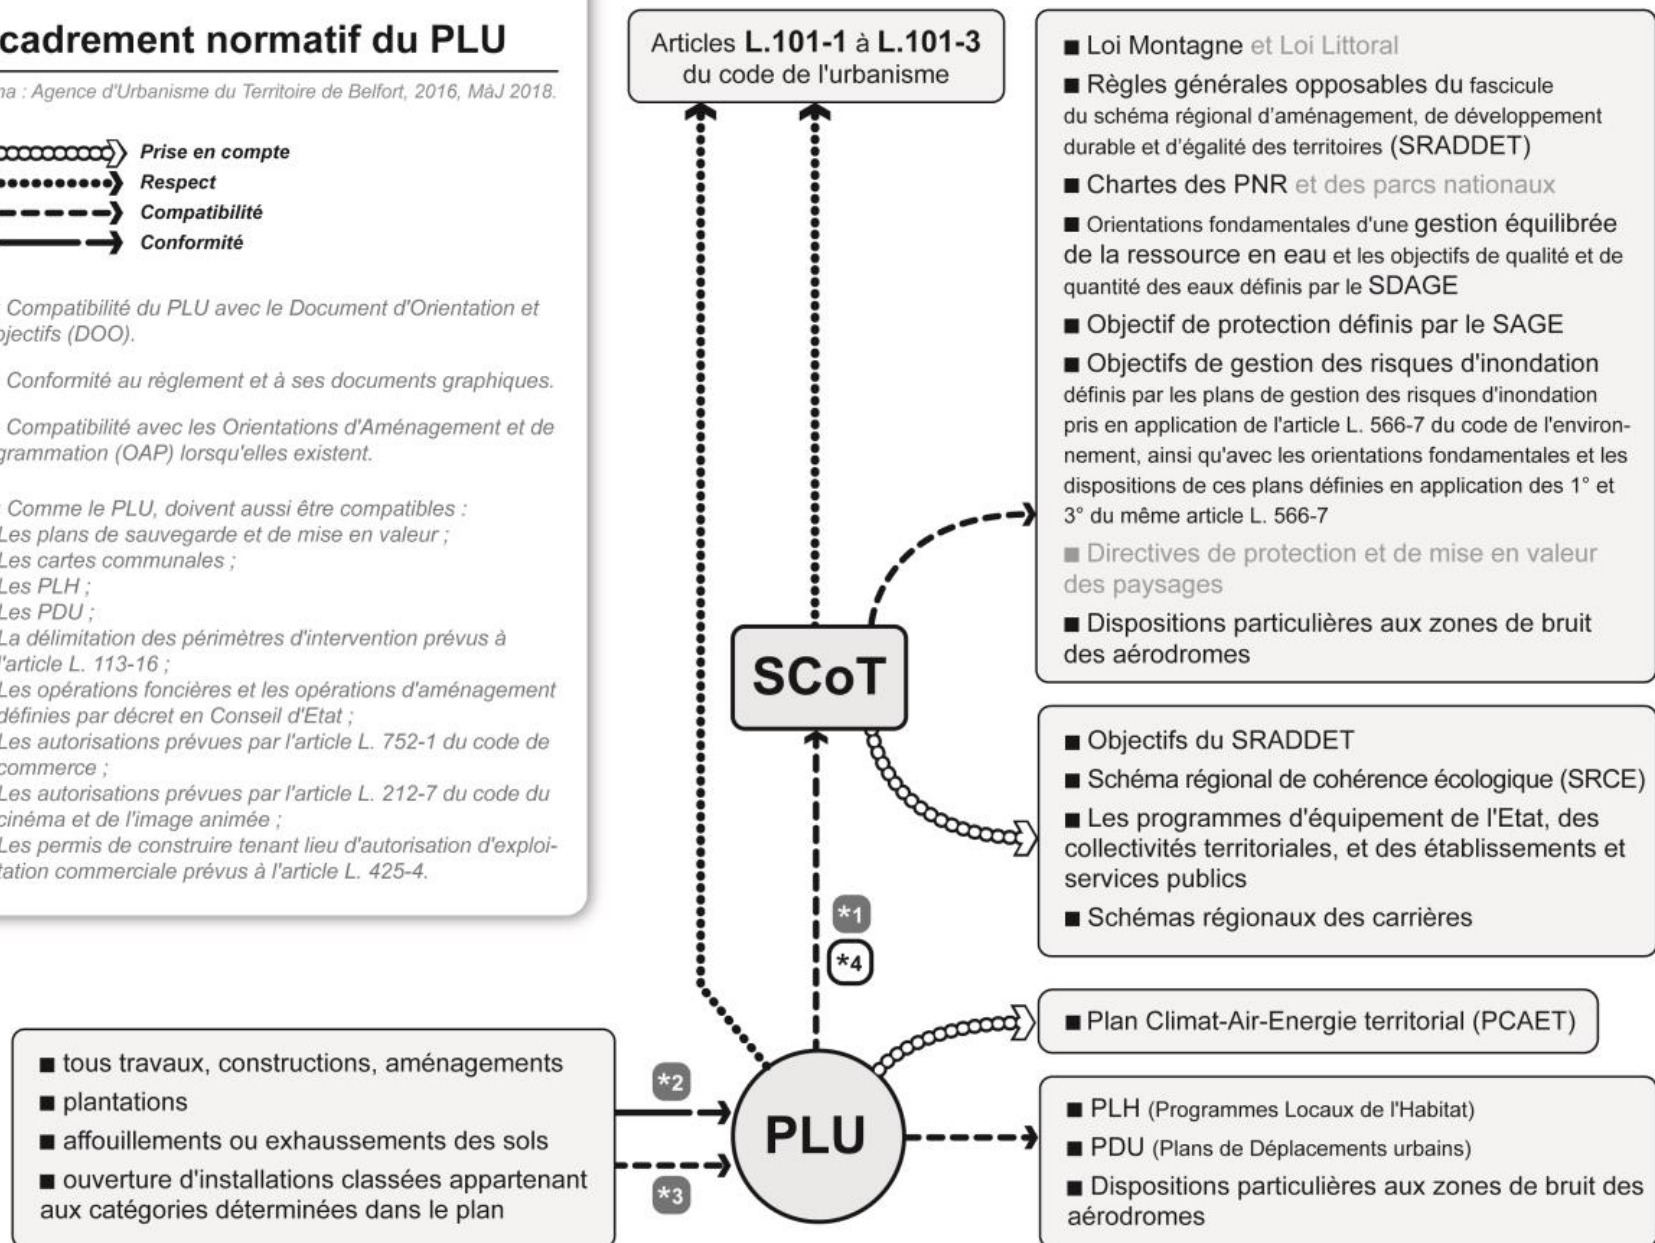 cadrement normatif du PLU
: Agence d'Urbanisme du Territoire de Belfort, 2016, MàJ 2018.
Prise en compte
Respect
Compatibilité
Conformité
Compatibilité du PLU avec le Document d'Orientation et
jectifs (DOO).
Conformité au règlement et à ses documents graphiques.
Compatibilité avec les Orientations d'Aménagement et de
grammation (OAP) lorsqu'elles existent.
Comme le PLU, doivent aussi être compatibles :
Les plans de sauvegarde et de mise en valeur ;
Les cartes communales ;
Les PLH ;
Les PDU ;
La délimitation des périmètres d'intervention prévus à
l'article L. 113-16 ;
Les opérations foncières et les opérations d'aménagement
définies par décret en Conseil d'Etat ;
Les autorisations prévues par l'article L. 752-1 du code de
commerce ;
Les autorisations prévues par l'article L. 212-7 du code du
cinéma et de l'image animée ;
Les permis de construire tenant lieu d'autorisation d'exploi-
tation commerciale prévus à l'article L. 425-4.
Articles L.101-1 à L.101-3
du code de l'urbanisme
■ Loi Montagne et Loi Littoral
■ Règles générales opposables du fascicule
du schéma régional d'aménagement, de développement
durable et d'égalité des territoires (SRADDET)
■ Chartes des PNR et des parcs nationaux
■ Orientations fondamentales d'une gestion équilibrée
de la ressource en eau et les objectifs de qualité et de
quantité des eaux définis par le SDAGE
■ Objectif de protection définis par le SAGE
■ Objectifs de gestion des risques d'inondation
définis par les plans de gestion des risques d'inondation
pris en application de l'article L. 566-7 du code de l'environ-
nement, ainsi qu'avec les orientations fondamentales et les
dispositions de ces plans définies en application des 1° et
3° du même article L. 566-7
■ Directives de protection et de mise en valeur
des paysages
■ Dispositions particulières aux zones de bruit
des aérodromes
SCoT
■ Objectifs du SRADDET
■ Schéma régional de cohérence écologique (SRCE)
■ Les programmes d'équipement de l'Etat, des
collectivités territoriales, et des établissements et
services publics
■ Schémas régionaux des carrières
*1
*4
■ Plan Climat-Air-Energie territorial (PCAET)
■ tous travaux, constructions, aménagements
■ plantations
■ affouillements ou exhaussements des sols
■ ouverture d'installations classées appartenant
aux catégories déterminées dans le plan
*2
*3
PLU
■ PLH (Programmes Locaux de l'Habitat)
■ PDU (Plans de Déplacements urbains)
■ Dispositions particulières aux zones de bruit des
aérodromes